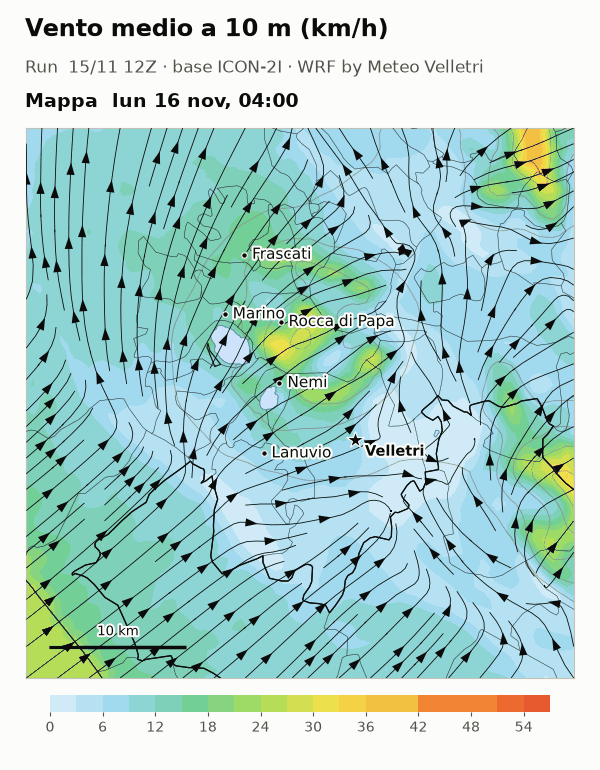 Vento medio a 10 m (km/h)
Run  15/11 12Z · base ICON-2I · WRF by Meteo Velletri
Mappa  lun 16 nov, 04:00
Frascati
Marino
Rocca di Papa
Nemi
Velletri
Lanuvio
10 km
0 6 12 18 24 30 36 42 48 54